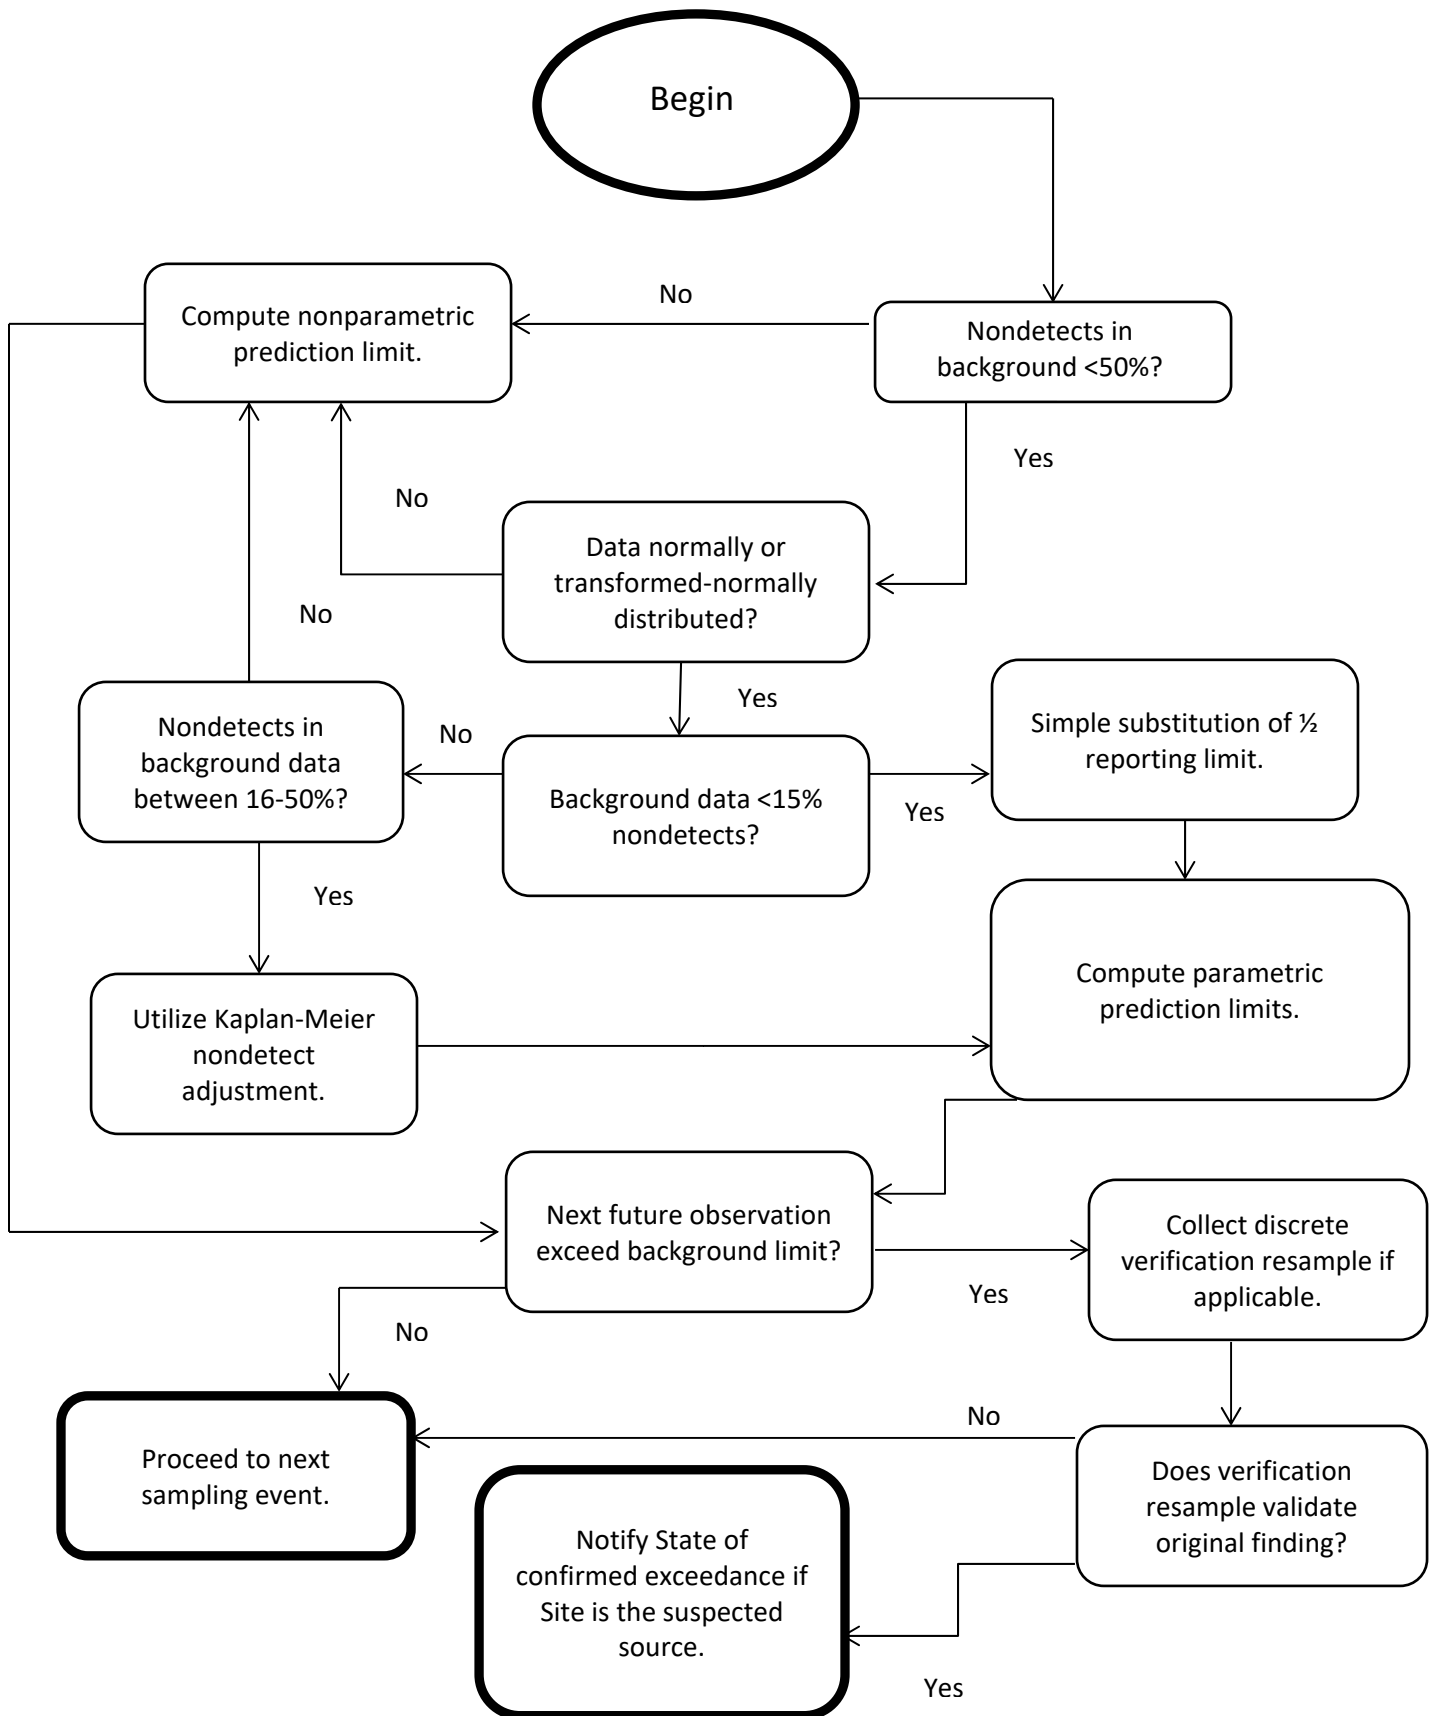 Begin
Compute nonparametric
prediction limit.
No
Nondetects in
background <50%?
Yes
No
Data normally or
transformed-normally
distributed?
No
Yes
Nondetects in
background data
between 16-50%?
No
Background data <15%
nondetects?
Yes
Simple substitution of ½
reporting limit.
Yes
Compute parametric
prediction limits.
Utilize Kaplan-Meier
nondetect
adjustment.
Next future observation
exceed background limit?
Yes
Collect discrete
verification resample if
applicable.
No
No
Proceed to next
sampling event.
Does verification
resample validate
original finding?
Notify State of
confirmed exceedance if
Site is the suspected
source.
Yes